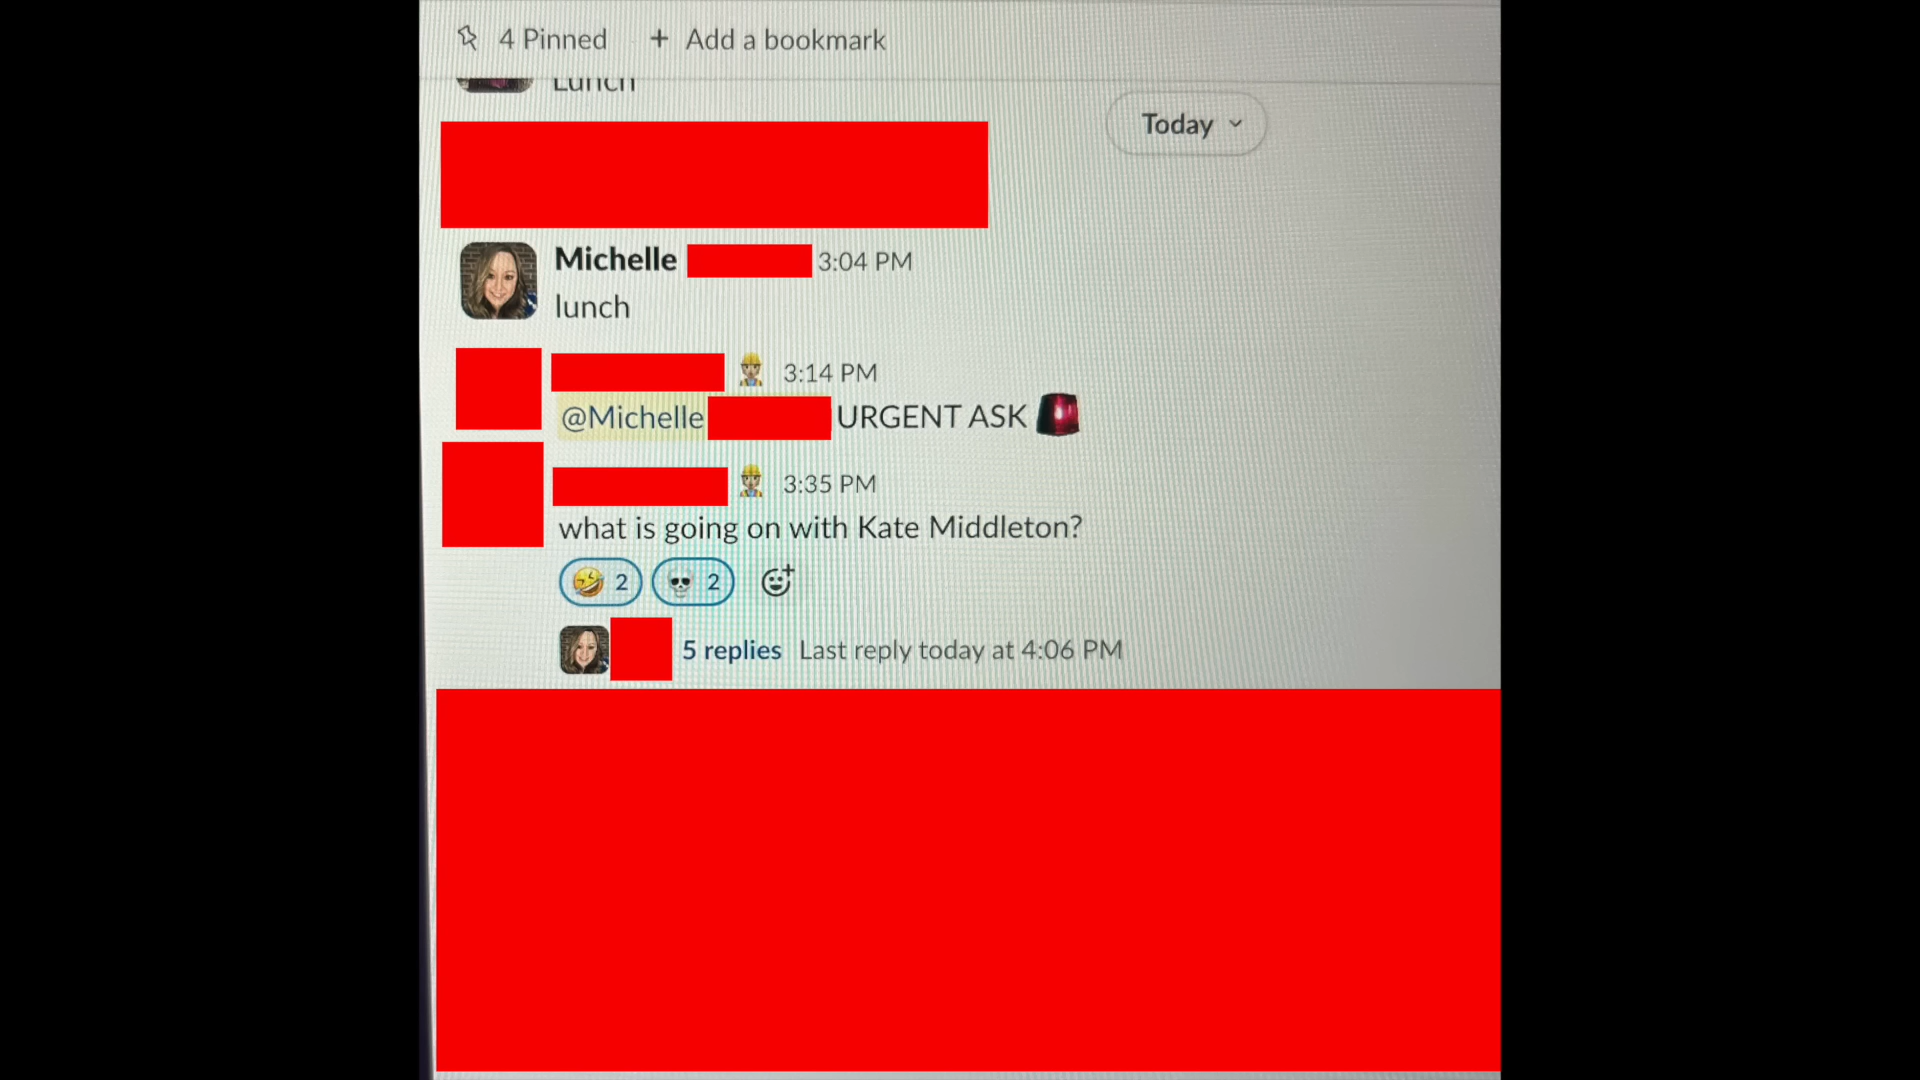 4 Pinned + Add a bookmark
Lunch
Today
Michelle 3:04 PM
lunch
3:14 PM
@Michelle URGENT ASK
3:35 PM
what is going on with Kate Middleton?
2 2
5 replies Last reply today at 4:06 PM